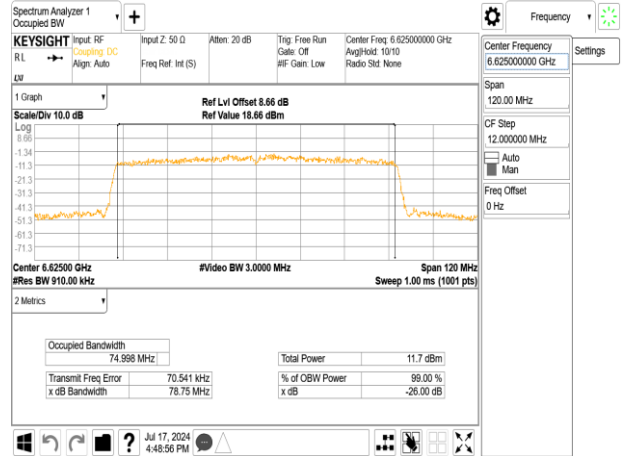 Spectrum Analyzer 1
Occupied BW
Frequency
KEYSIGHT
RL
LXI
Input: RF
Coupling: DC
Align: Auto
Input Z: 50 Ω
Freq Ref: Int (S)
Atten: 20 dB
Trig: Free Run
Gate: Off
#IF Gain: Low
Center Freq: 6.625000000 GHz
Avg|Hold: 10/10
Radio Std: None
Center Frequency
6.625000000 GHz
Settings
Span
120.00 MHz
CF Step
12.000000 MHz
Auto
Man
Freq Offset
0 Hz
1 Graph
Scale/Div 10.0 dB
Ref Lvl Offset 8.66 dB
Ref Value 18.66 dBm
Log
8.66
-1.34
-11.3
-21.3
-31.3
-41.3
-51.3
-61.3
-71.3
Center 6.62500 GHz
#Video BW 3.0000 MHz
Span 120 MHz
#Res BW 910.00 kHz
Sweep 1.00 ms (1001 pts)
2 Metrics
Occupied Bandwidth
74.998 MHz
Total Power 11.7 dBm
Transmit Freq Error 70.541 kHz
% of OBW Power 99.00 %
x dB Bandwidth 78.75 MHz
x dB -26.00 dB
?
Jul 17, 2024
4:48:56 PM